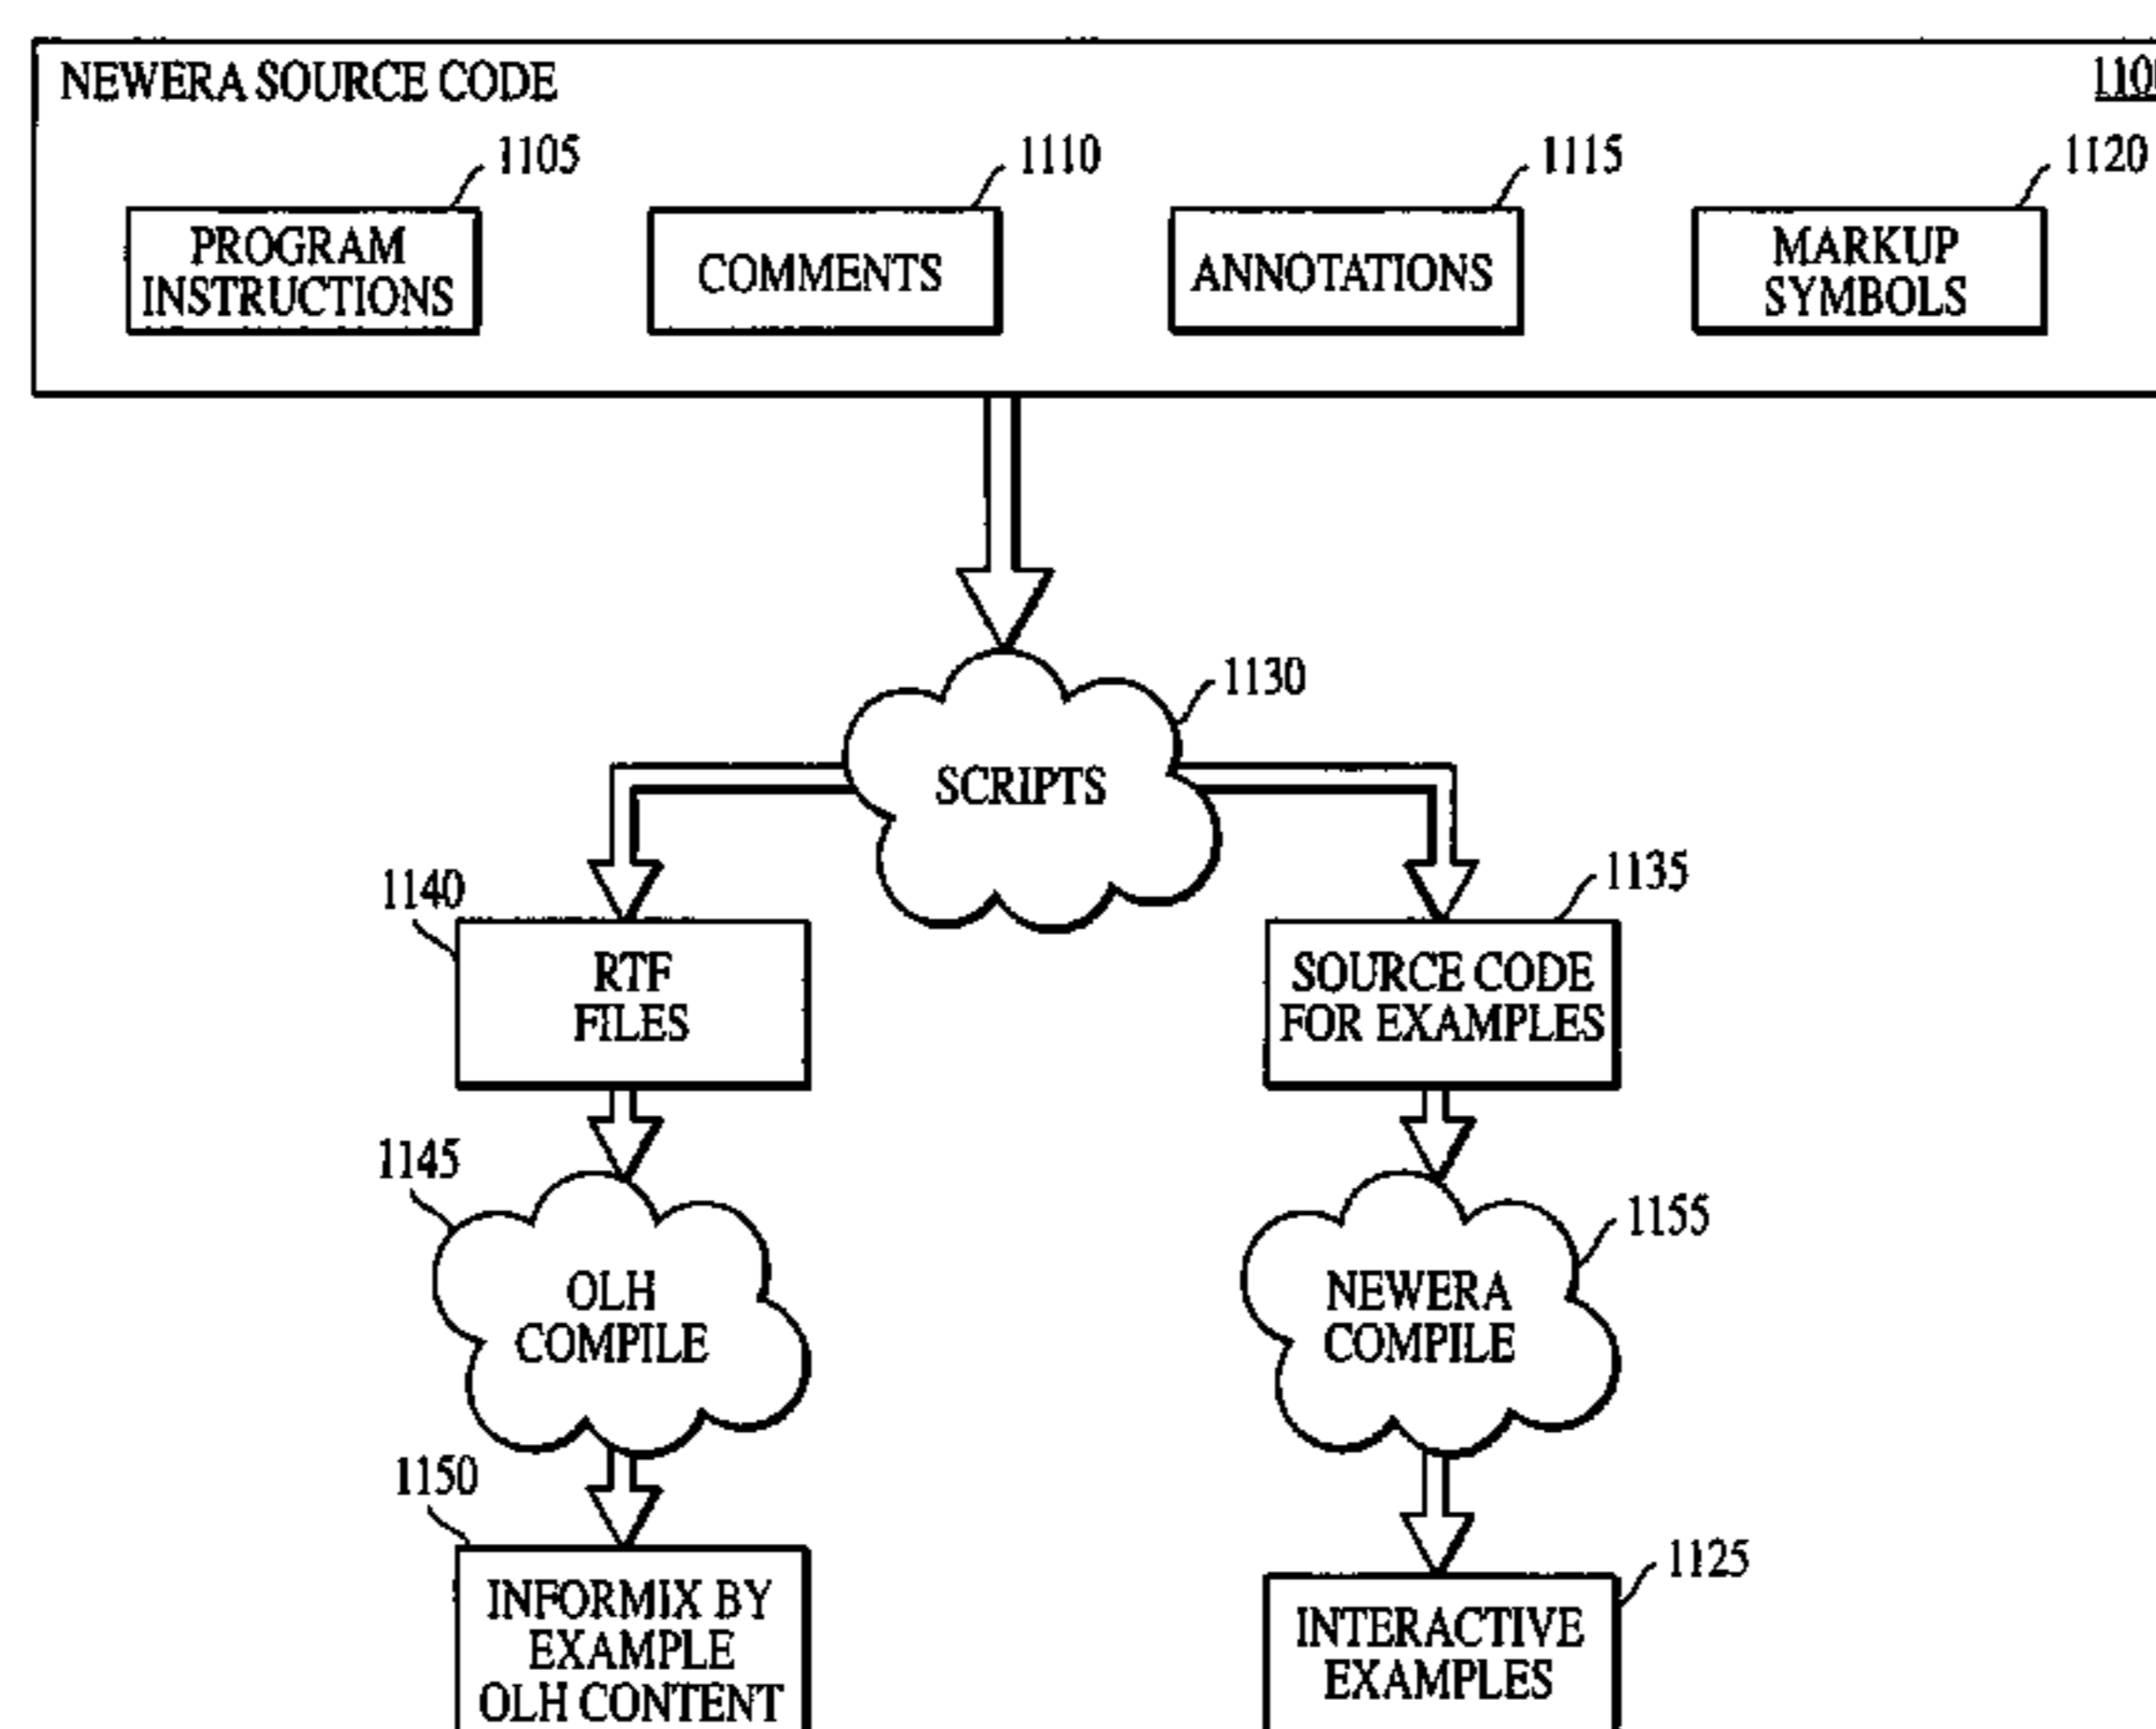 NEWERA SOURCE CODE
1105
1110
1115
1120
PROGRAM
INSTRUCTIONS
COMMENTS
ANNOTATIONS
MARKUP
SYMBOLS
1130
SCRIPTS
1140
1135
RTF
FILES
SOURCE CODE
FOR EXAMPLES
1145
1155
OLH
COMPILE
NEWERA
COMPILE
1150
1125
INFORMIX BY
EXAMPLE
OLH CONTENT
INTERACTIVE
EXAMPLES